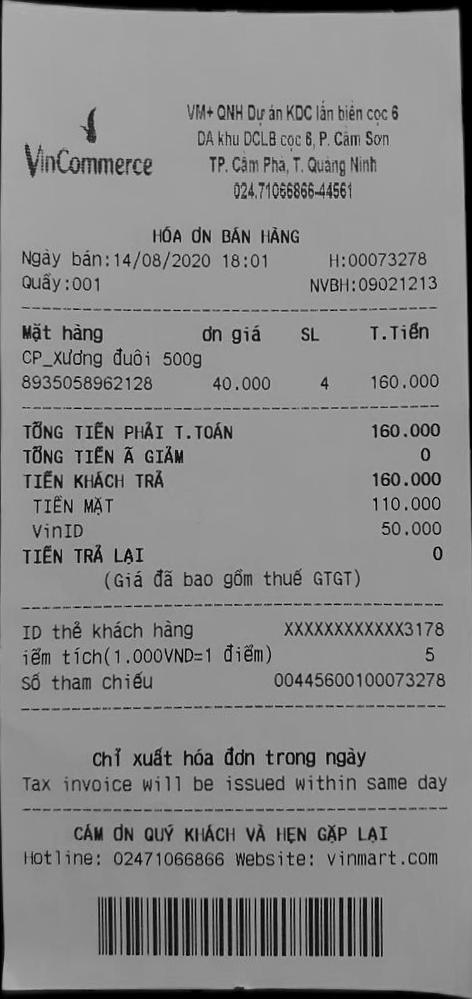 VinCommerce
VM+ QNH Dự án KDC lấn biển cọc 6
DA khu DCLB cọc 6, P. Cẩm Sơn
TP. Cẩm Phả, T. Quảng Ninh
024.71066866-44561
HÓA ƠN BÁN HÀNG
Ngày bán:14/08/2020 18:01 H:00073278
Quầy:001 NVBH:09021213
Mặt hàng ơn giá SL T.Tiền
CP_Xương đuôi 500g
8935058962128 40.000 4 160.000
TỔNG TIỀN PHẢI T.TOÁN 160.000
TỔNG TIỀN Ã GIẢM 0
TIỀN KHÁCH TRẢ 160.000
TIỀN MẶT 110.000
VinID 50.000
TIỀN TRẢ LẠI 0
(Giá đã bao gồm thuế GTGT)
ID thẻ khách hàng XXXXXXXXXXXX3178
iểm tích(1.000VND=1 điểm) 5
Số tham chiếu 00445600100073278
Chỉ xuất hóa đơn trong ngày
Tax invoice will be issued within same day
CÁM ƠN QUÝ KHÁCH VÀ HẸN GẶP LẠI
Hotline: 02471066866 Website: vinmart.com